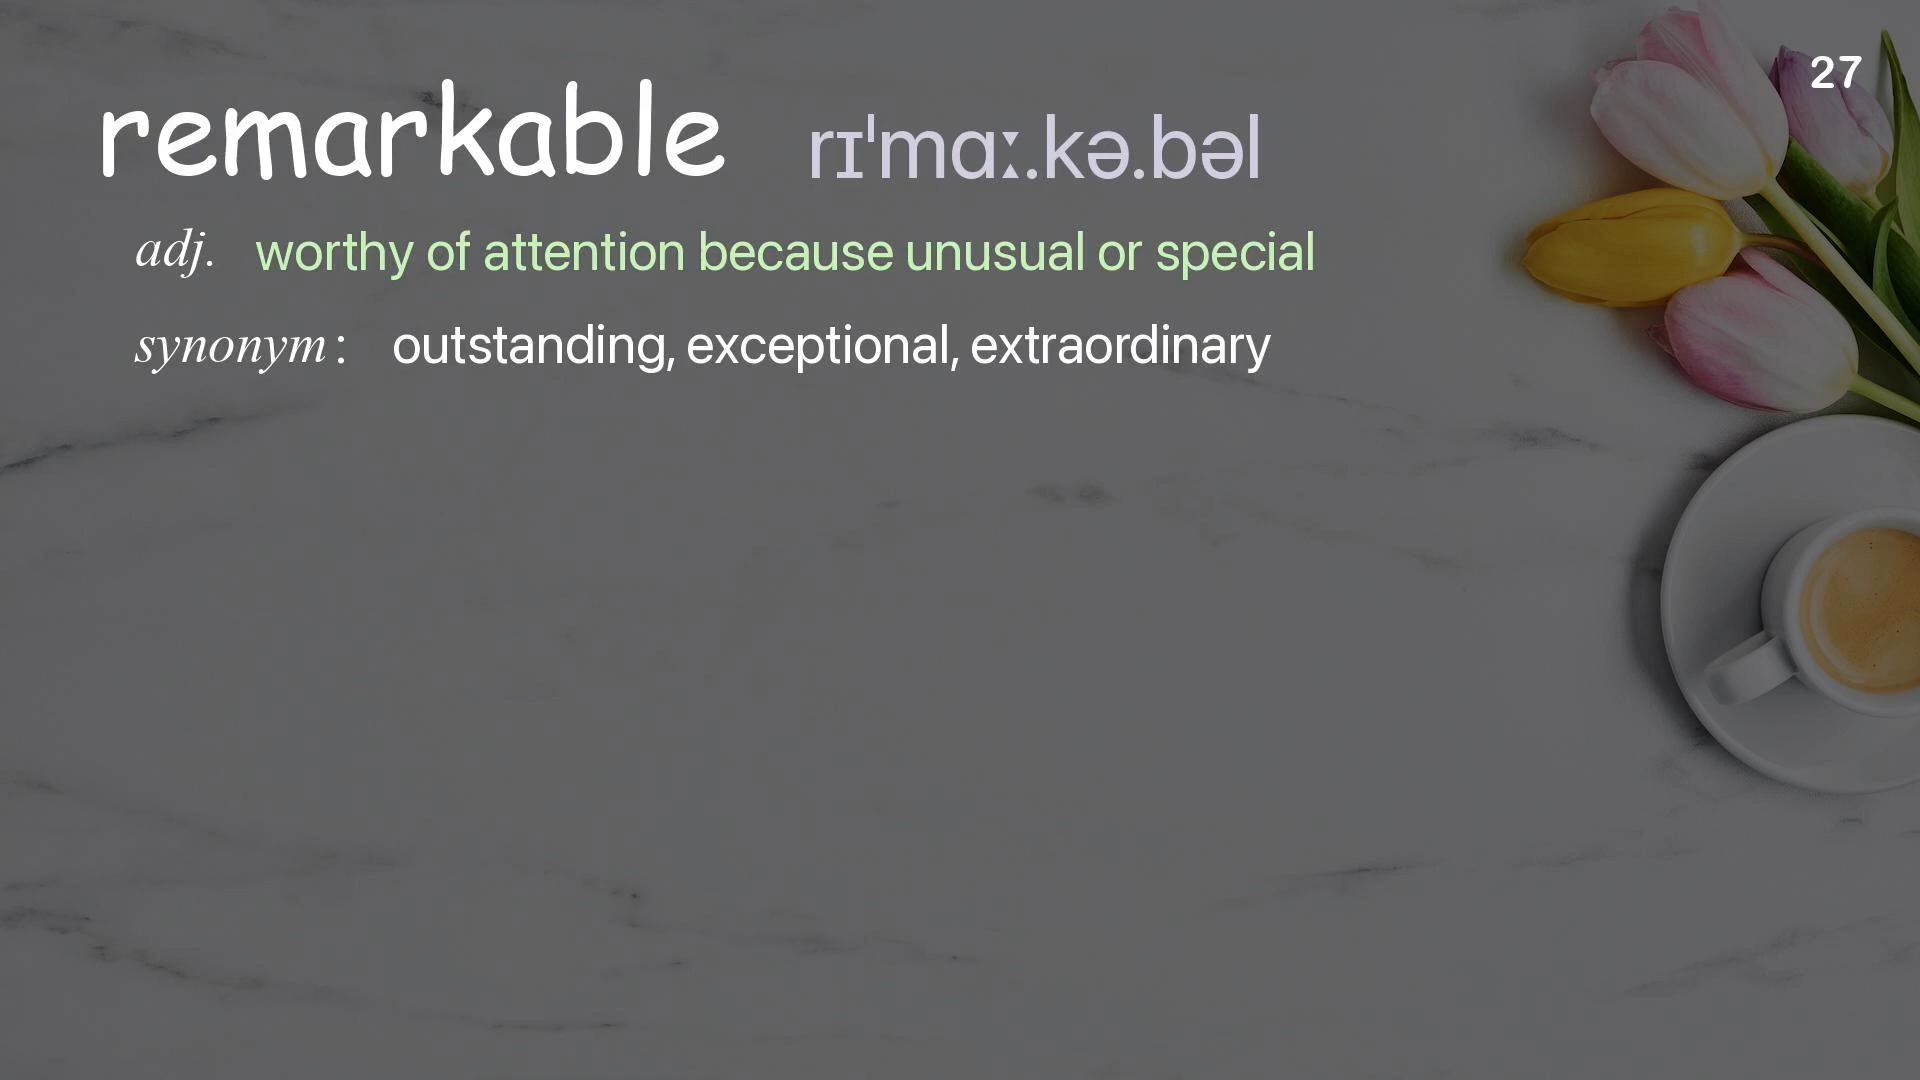 27
remarkable rɪˈmɑː.kə.bəl
adj. worthy of attention because unusual or special
synonym : outstanding, exceptional, extraordinary